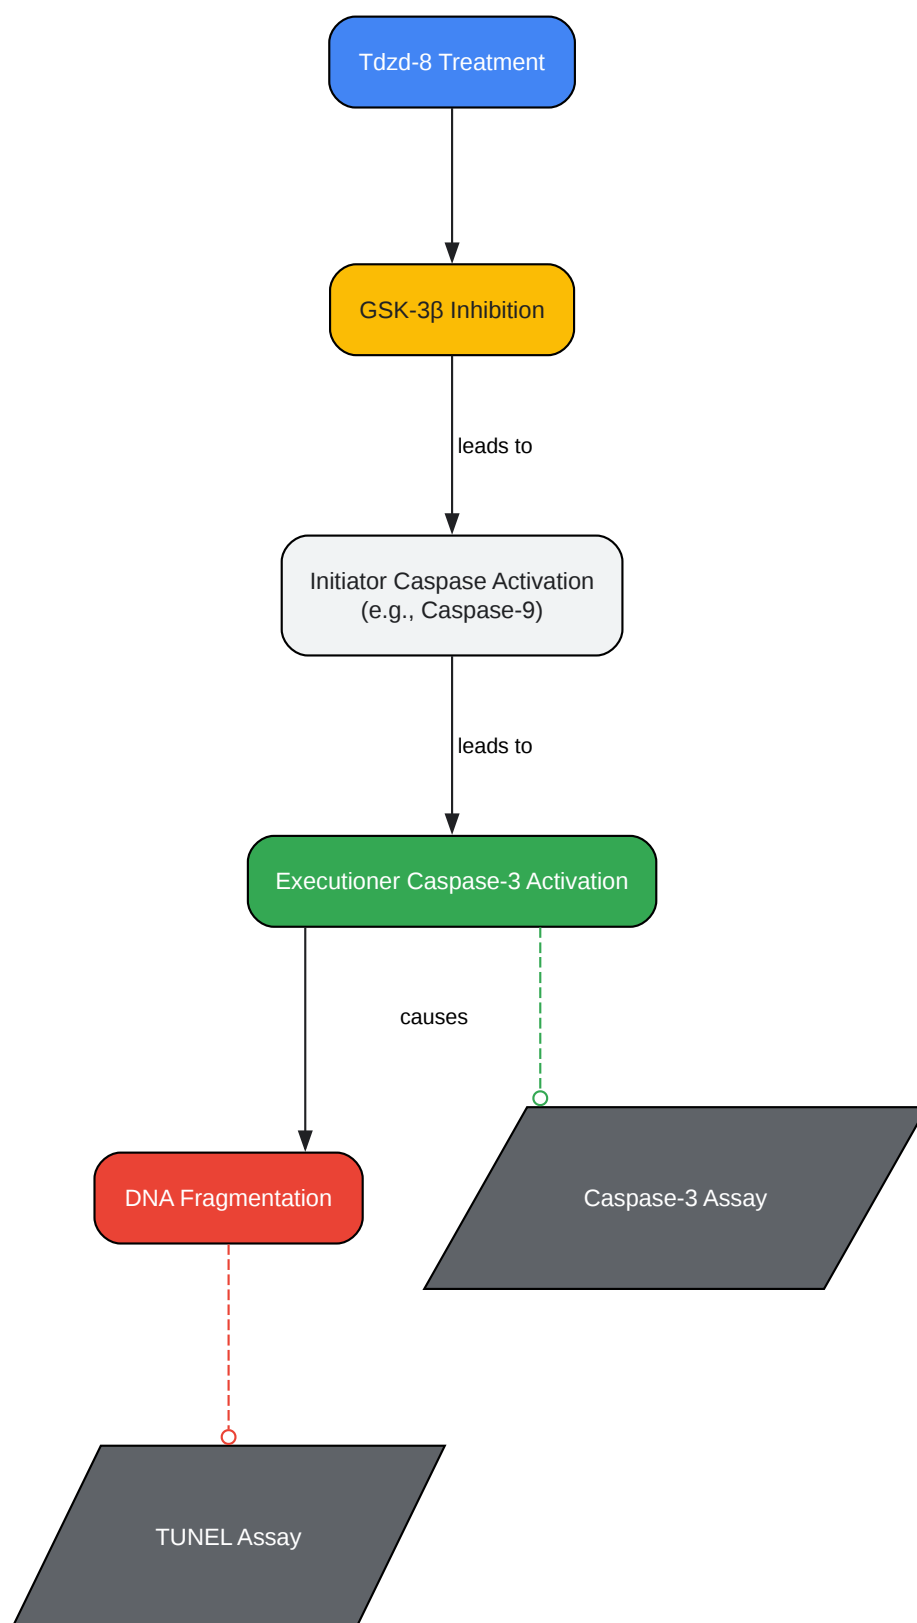 Tdzd-8 Treatment
GSK-3β Inhibition
leads to
Initiator Caspase Activation
(e.g., Caspase-9)
leads to
Executioner Caspase-3 Activation
causes
DNA Fragmentation
Caspase-3 Assay
TUNEL Assay